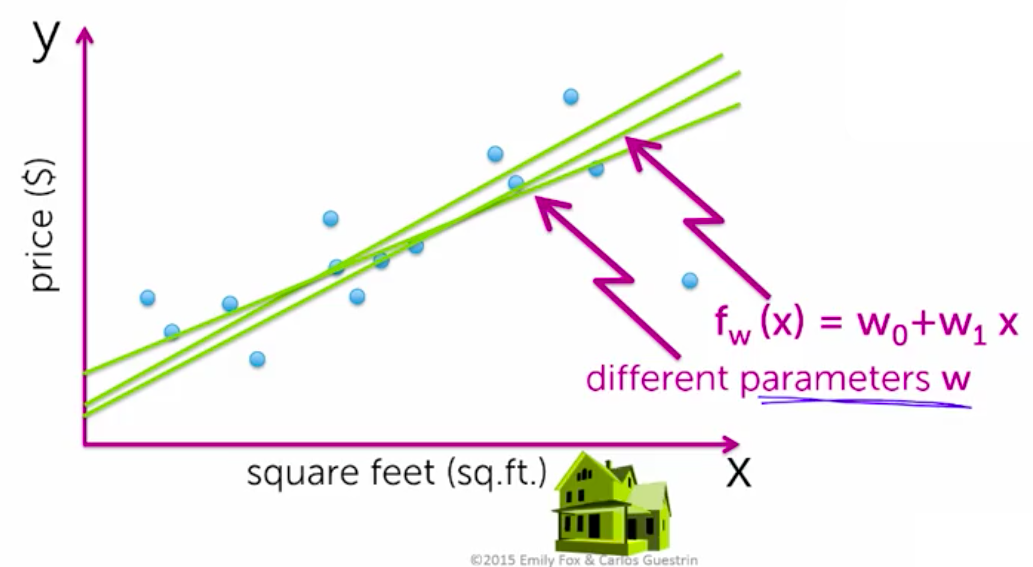 y
price ($)
f_w (x) = w_0+w_1 x
different parameters w
square feet (sq.ft.)
X
©2015 Emily Fox & Carlos Guestrin